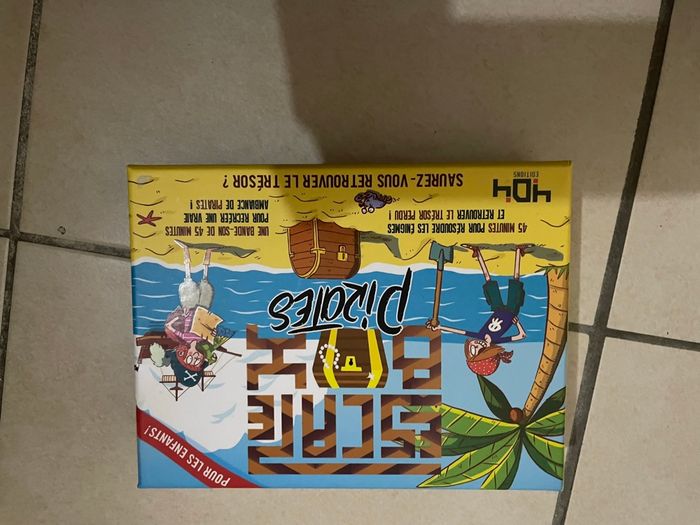 POUR LES ENFANTS !
ESCAPE
BOX
PiRATES
45 MINUTES POUR RÉSOUDRE LES ÉNIGMES
ET RETROUVER LE TRÉSOR PERDU !
UNE BANDE-SON 45 MINUTES
POUR RECRÉER UNE VRAIE
AMBIANCE DE PIRATES !
404
ÉDITIONS
SAUREZ-VOUS RETROUVER LE TRÉSOR ?